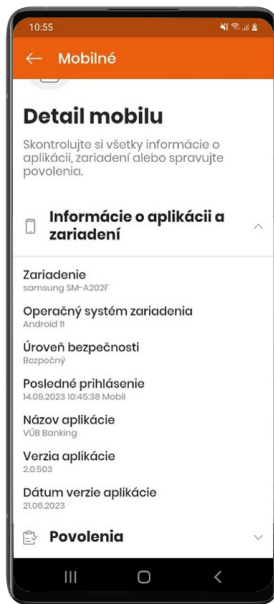 10:55
Mobilné
Detail mobilu
Skontrolujte si všetky informácie o
aplikácii, zariadení alebo spravujte
povolenia.
Informácie o aplikácii a
zariadení
Zariadenie
samsung SM-A202F
Operačný systém zariadenia
Android 11
Úroveň bezpečnosti
Bozpočný
Posledné prihlásenie
14.09.2023 10:45:38 Mobil
Názov aplikácie
VÚB Banking
Verzia aplikácie
2.0.503
Dátum verzie aplikácie
21.08.2023
Povolenia